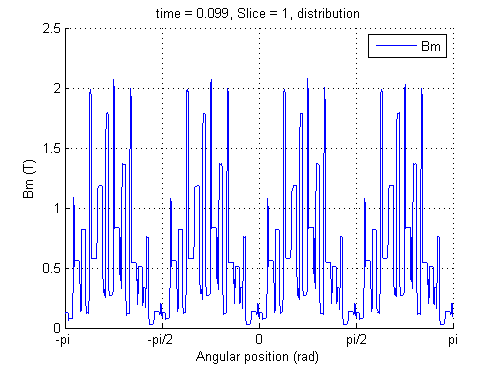 time = 0.099, Slice = 1, distribution
Bm
2.5
2
1.5
1
0.5
0
Bm (T)
-pi
-pi/2
0
pi/2
pi
Angular position (rad)